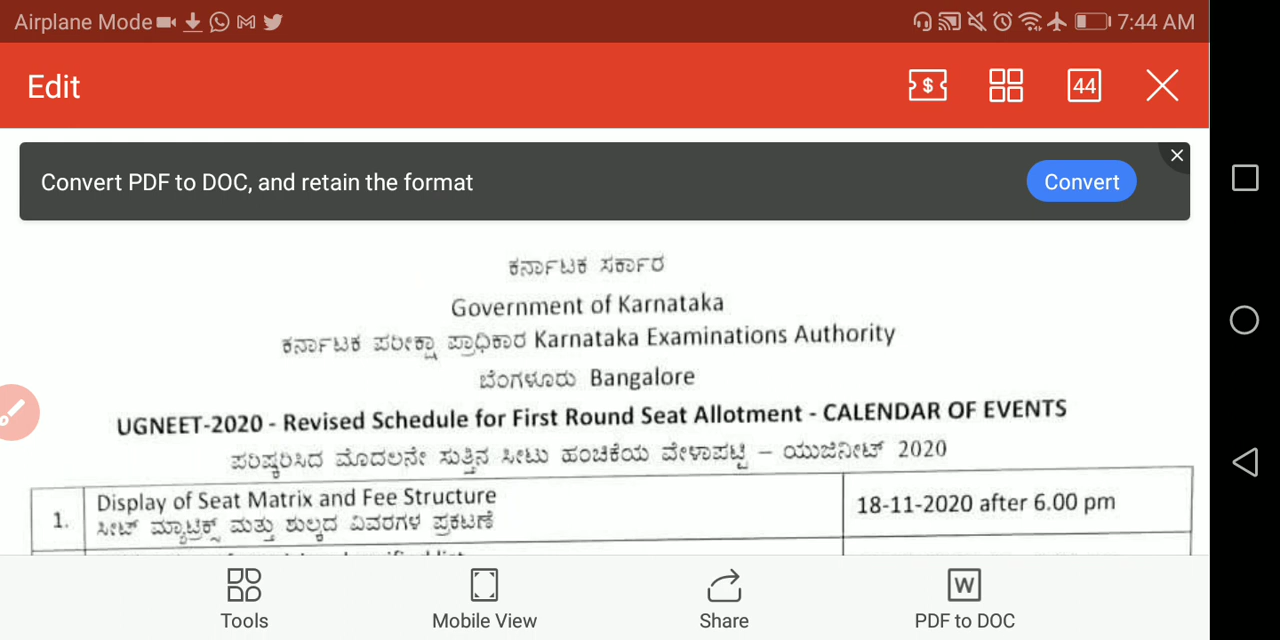 Airplane Mode 7:44 AM
Edit 44
Convert PDF to DOC, and retain the format Convert
ಕರ್ನಾಟಕ ಸರ್ಕಾರ
Government of Karnataka
ಕರ್ನಾಟಕ ಪರೀಕ್ಷಾ ಪ್ರಾಧಿಕಾರ Karnataka Examinations Authority
ಬೆಂಗಳೂರು Bangalore
UGNEET-2020 - Revised Schedule for First Round Seat Allotment - CALENDAR OF EVENTS
ಪರಿಷ್ಕರಿಸಿದ ಮೊದಲನೇ ಸುತ್ತಿನ ಸೀಟು ಹಂಚಿಕೆಯ ವೇಳಾಪಟ್ಟಿ – ಯುಜಿನೀಟ್ 2020
1. Display of Seat Matrix and Fee Structure 18-11-2020 after 6.00 pm
ಸೀಟ್ ಮ್ಯಾಟ್ರಿಕ್ಸ್ ಮತ್ತು ಶುಲ್ಕದ ವಿವರಗಳ ಪ್ರಕಟಣೆ
Tools Mobile View Share PDF to DOC